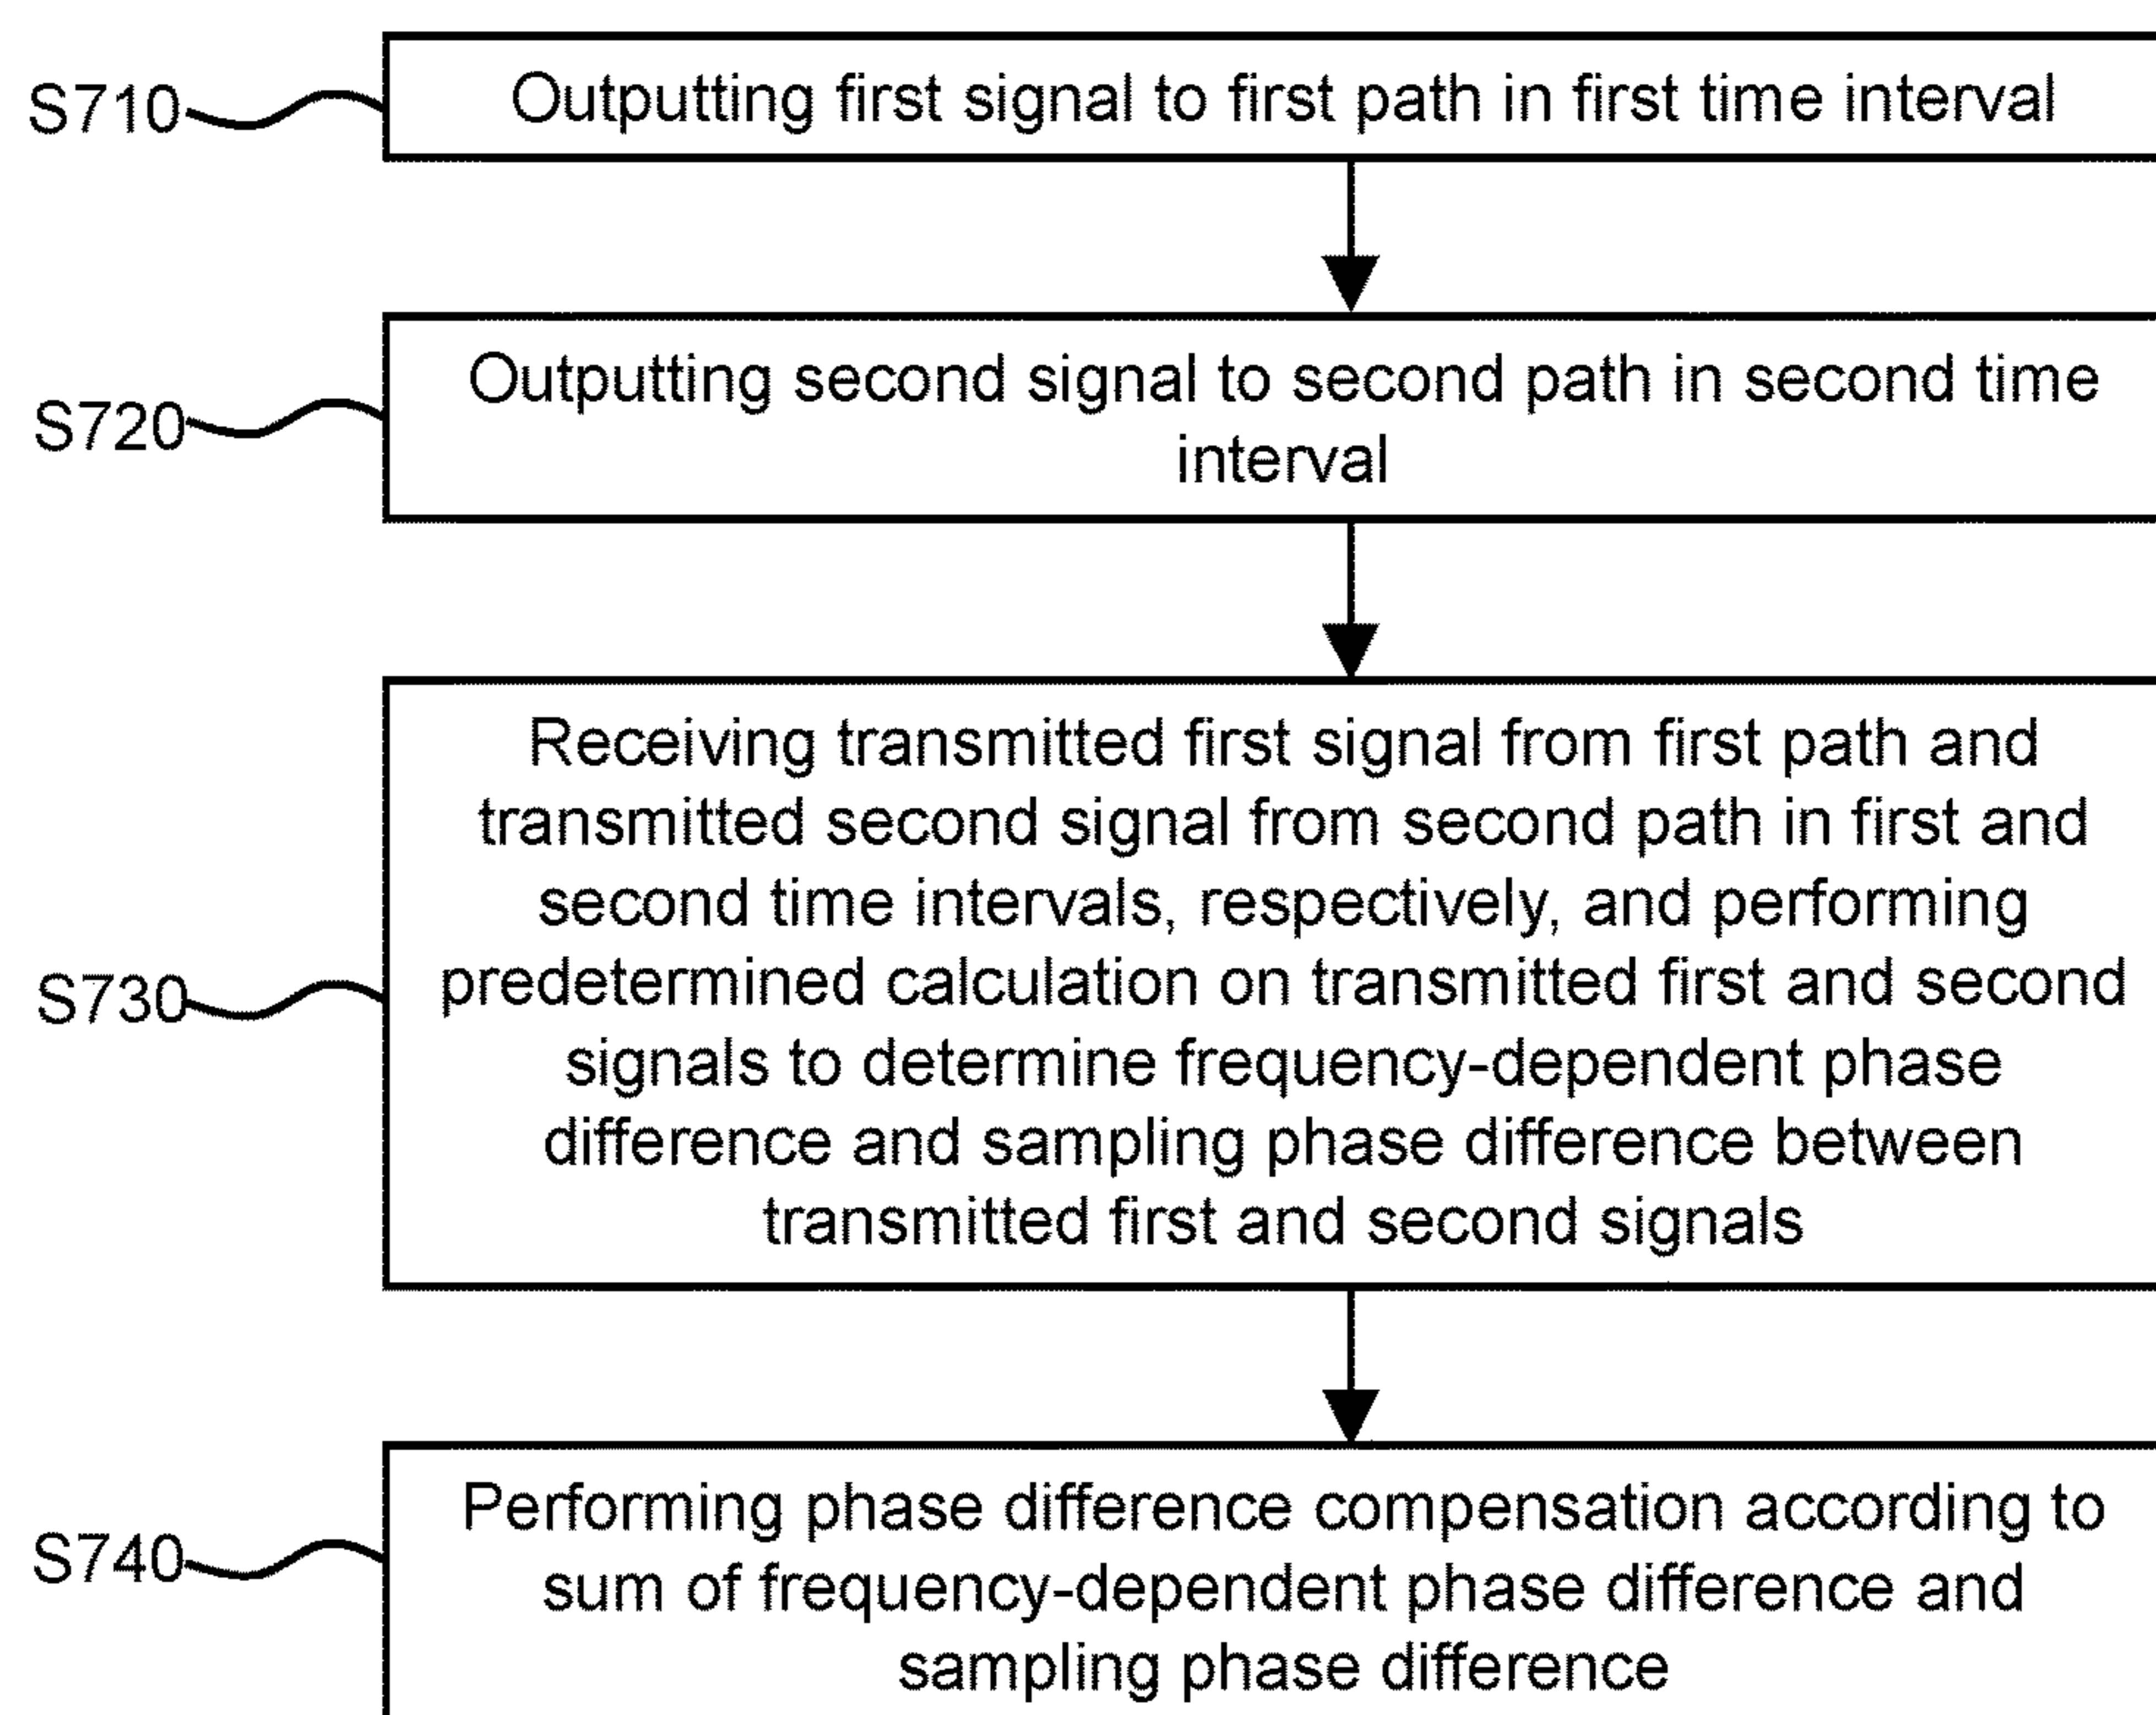 S710
Outputting first signal to first path in first time interval
S720
Outputting second signal to second path in second time
interval
S730
Receiving transmitted first signal from first path and
transmitted second signal from second path in first and
second time intervals, respectively, and performing
predetermined calculation on transmitted first and second
signals to determine frequency-dependent phase
difference and sampling phase difference between
transmitted first and second signals
S740
Performing phase difference compensation according to
sum of frequency-dependent phase difference and
sampling phase difference